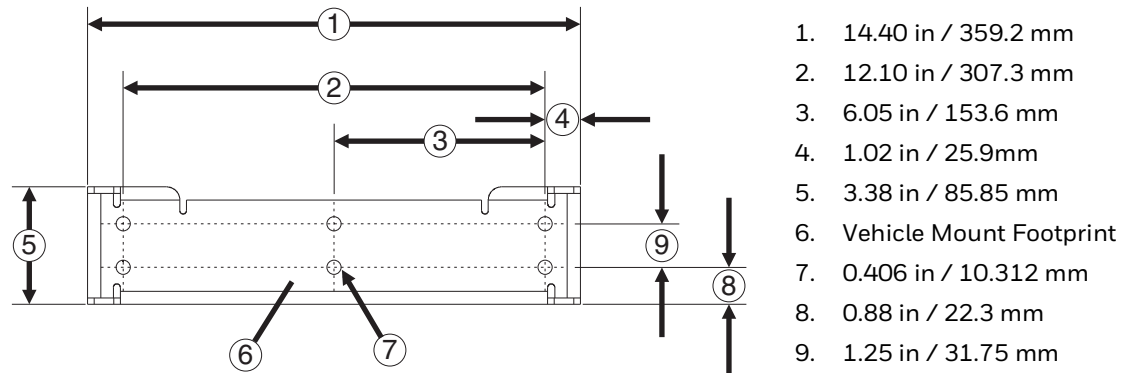 1
2
3
4
5
6
7
8
9
1. 14.40 in / 359.2 mm
2. 12.10 in / 307.3 mm
3. 6.05 in / 153.6 mm
4. 1.02 in / 25.9mm
5. 3.38 in / 85.85 mm
6. Vehicle Mount Footprint
7. 0.406 in / 10.312 mm
8. 0.88 in / 22.3 mm
9. 1.25 in / 31.75 mm